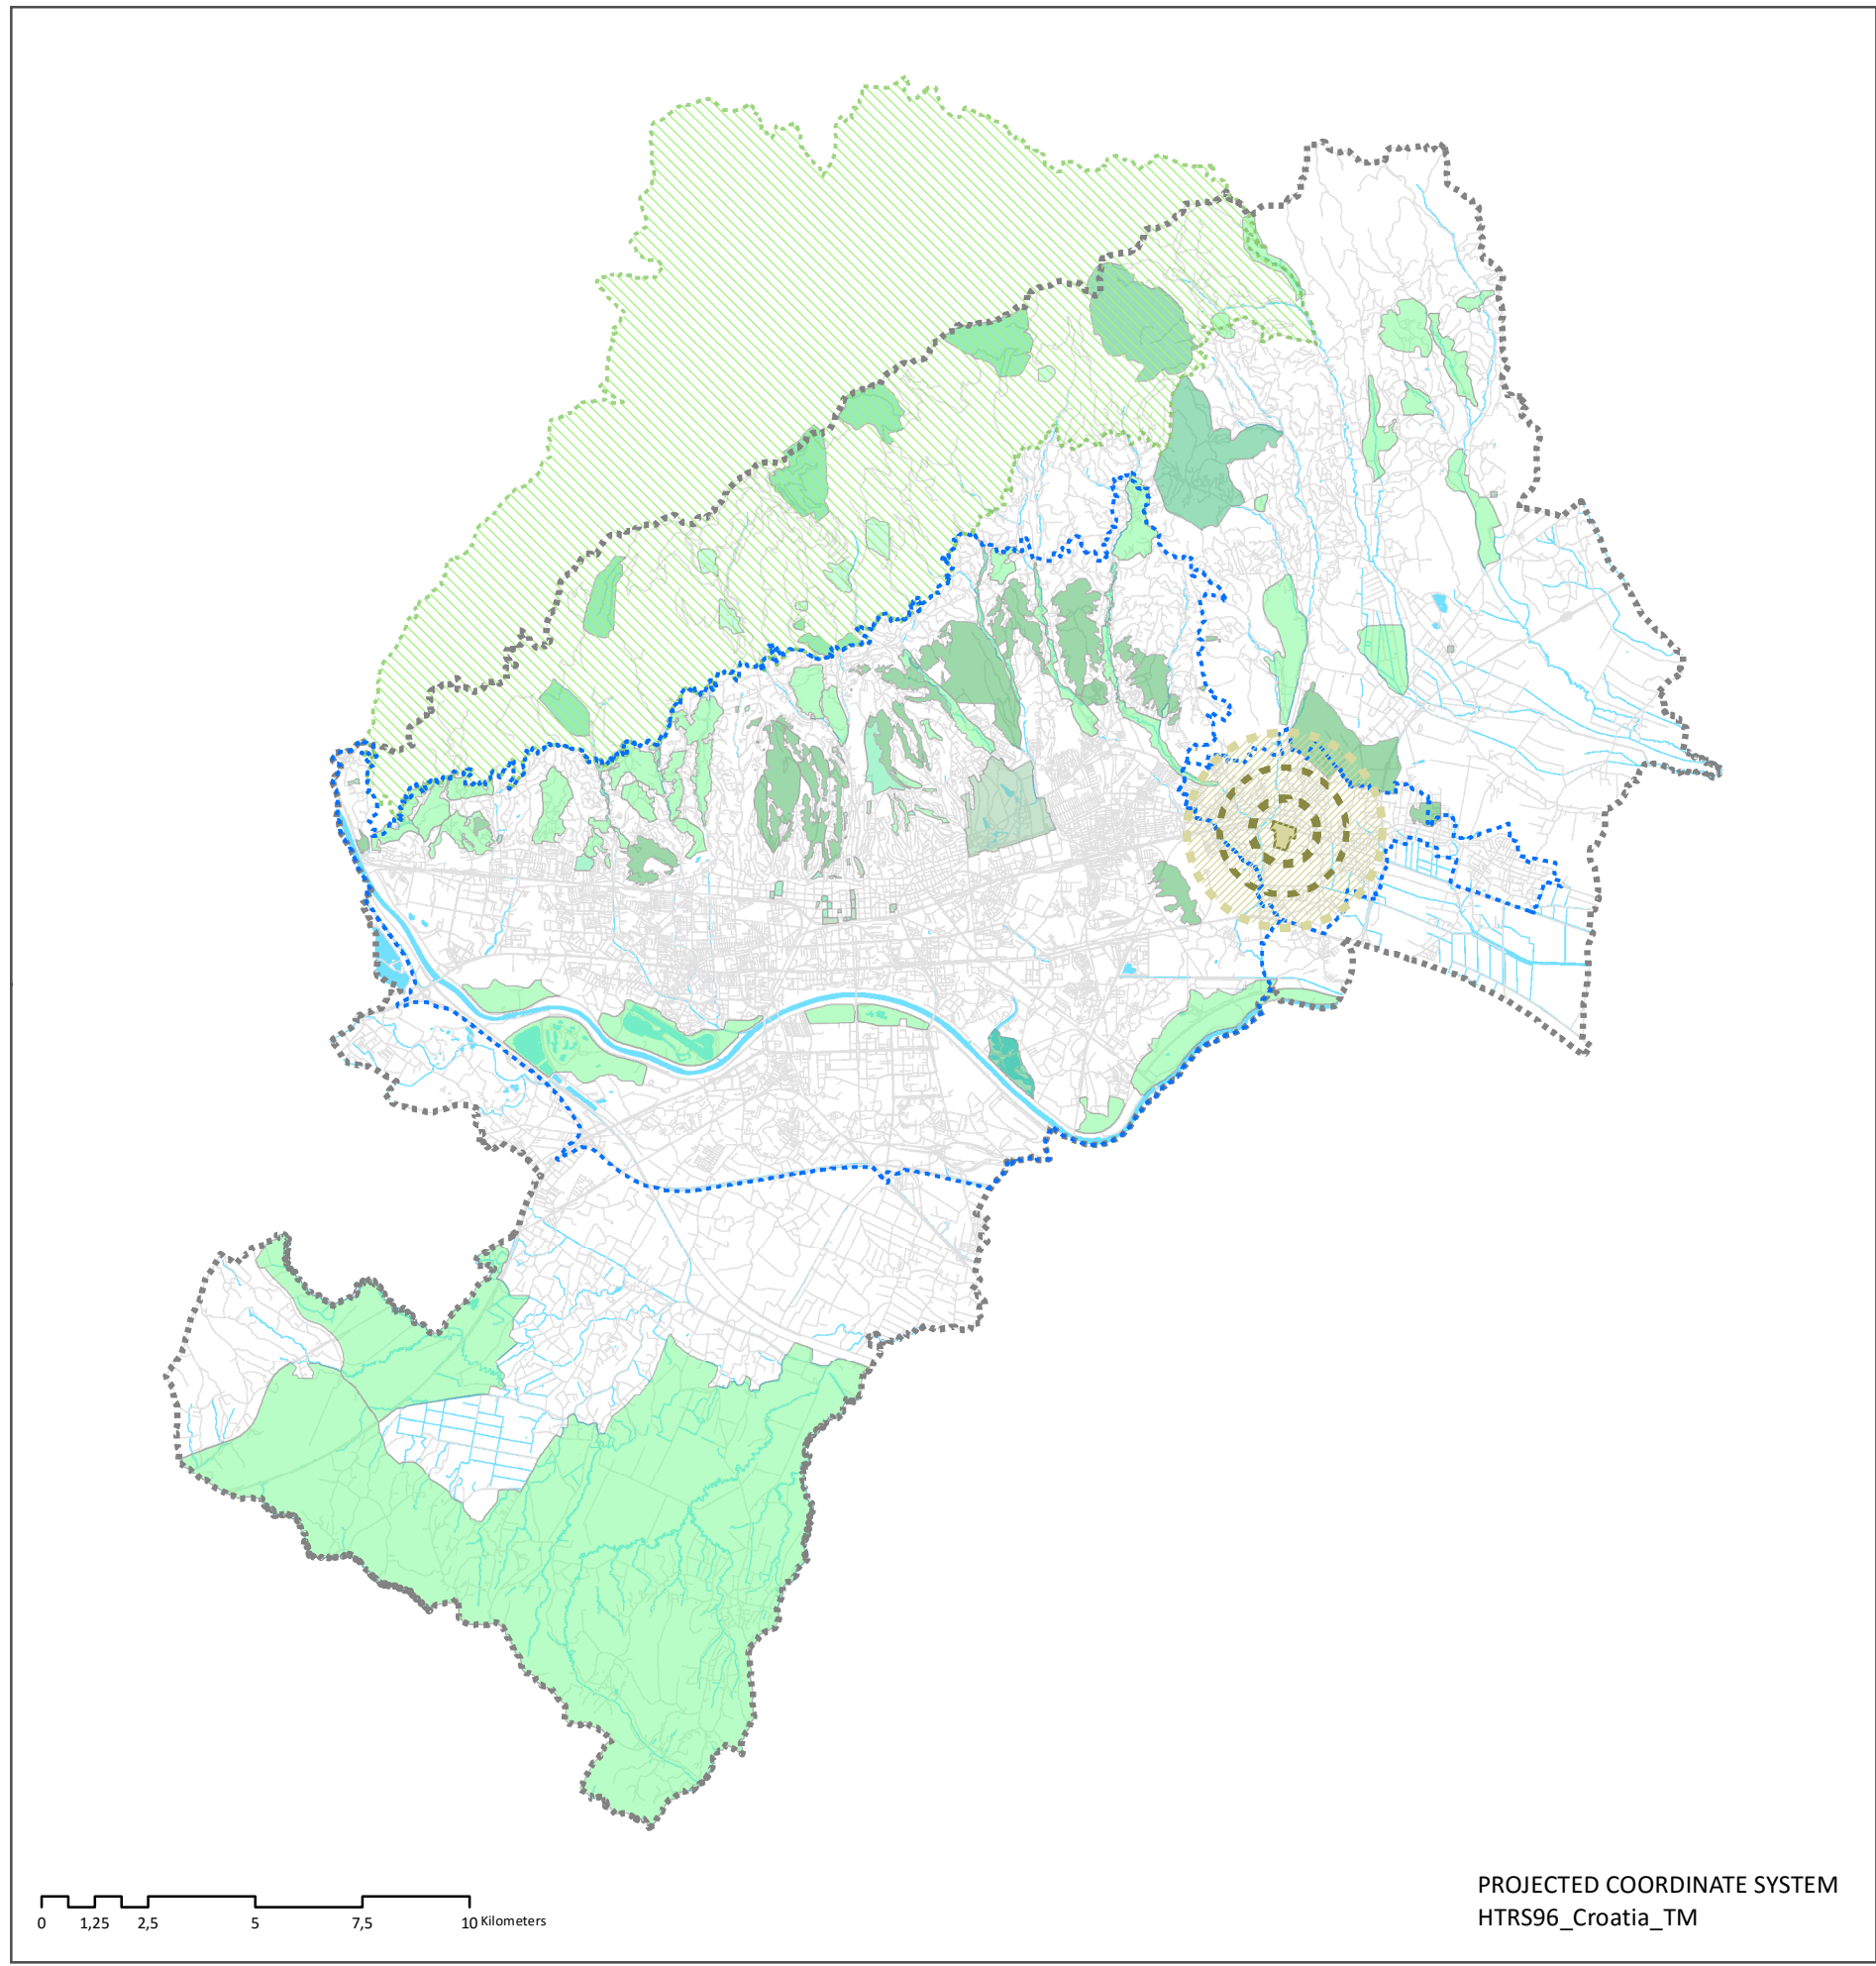 PROJECTED COORDINATE SYSTEM
HTRS96_Croatia_TM
0 1,25 2,5 5 7,5 10 Kilometers